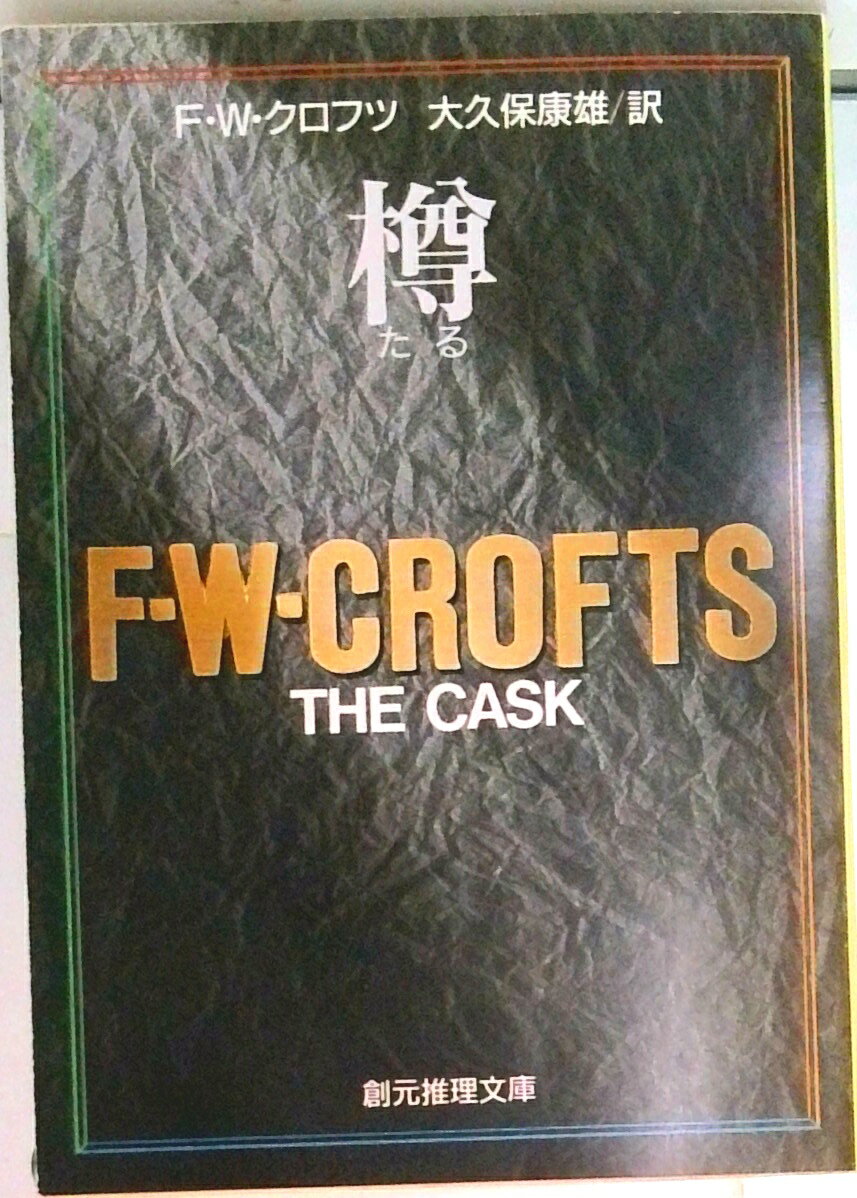 F・W・クロフツ 大久保康雄/訳
樽
たる
F・W・CROFTS
THE CASK
創元推理文庫